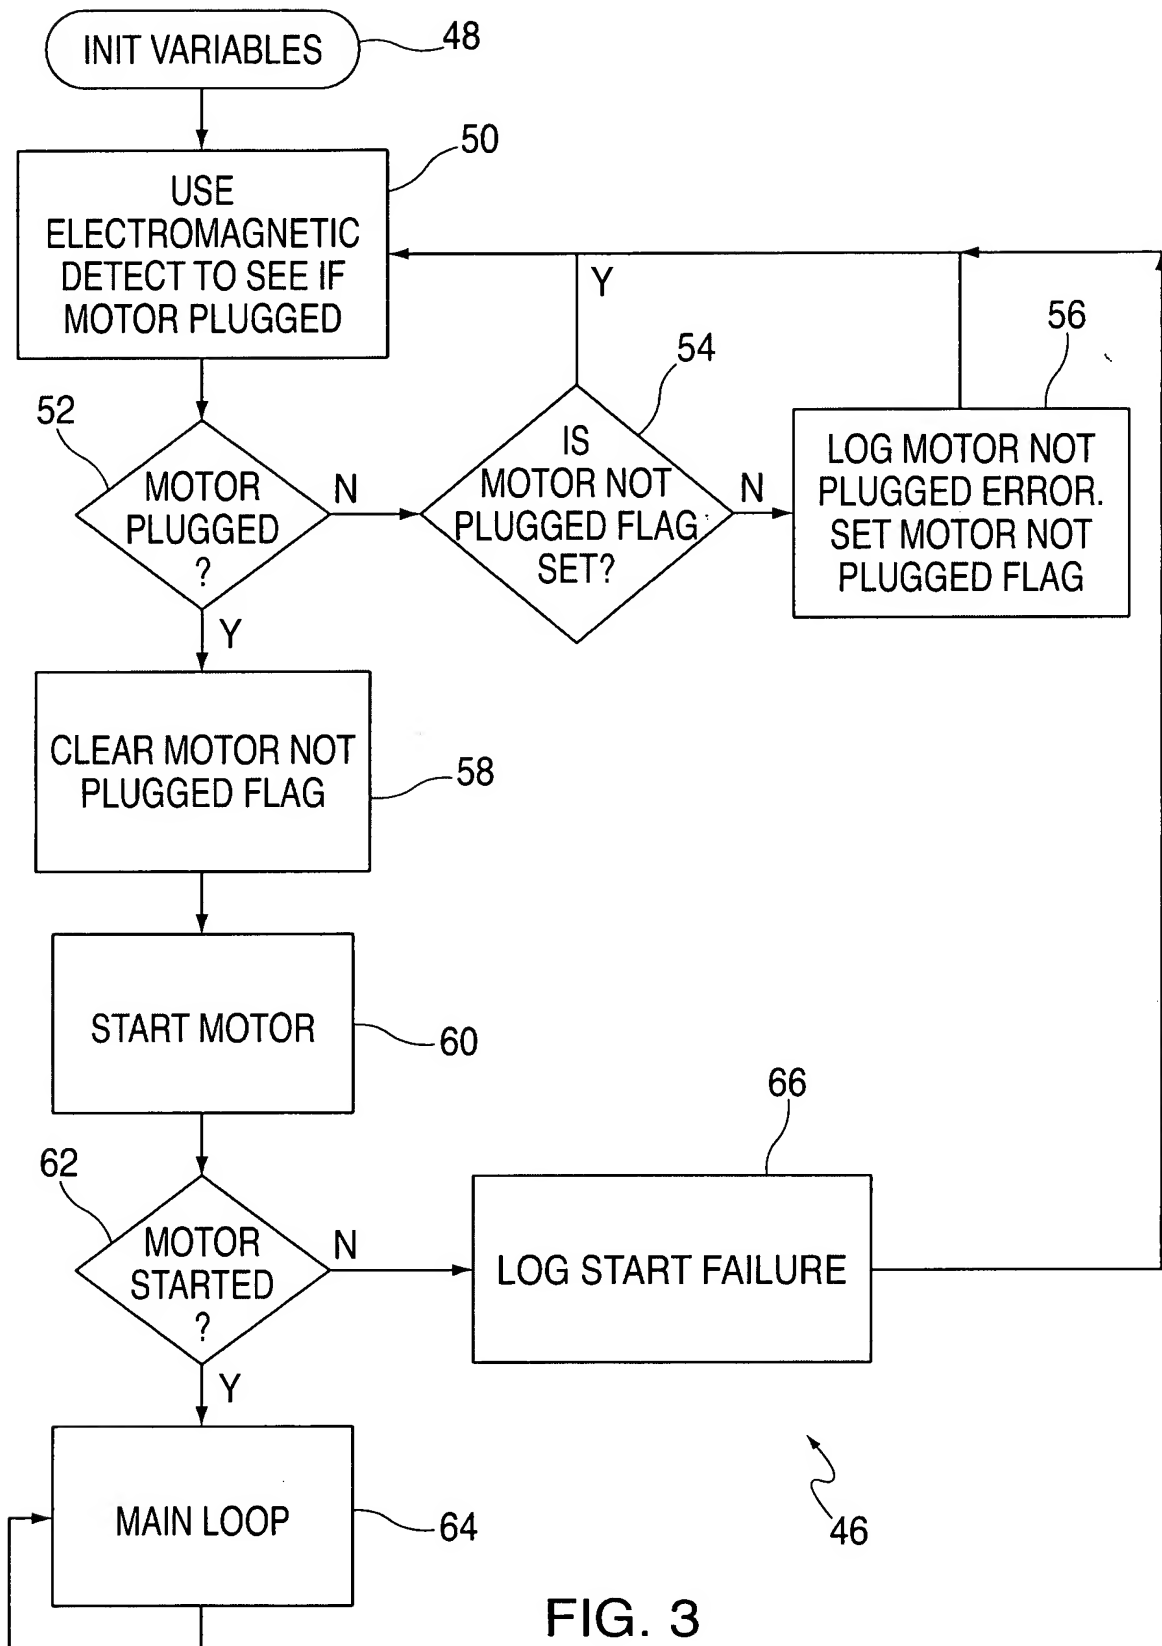 INIT VARIABLES
48
USE
ELECTROMAGNETIC
DETECT TO SEE IF
MOTOR PLUGGED
50
52
MOTOR
PLUGGED
?
N
Y
54
IS
MOTOR NOT
PLUGGED FLAG
SET?
Y
N
56
LOG MOTOR NOT
PLUGGED ERROR.
SET MOTOR NOT
PLUGGED FLAG
CLEAR MOTOR NOT
PLUGGED FLAG
58
START MOTOR
60
62
MOTOR
STARTED
?
N
Y
66
LOG START FAILURE
MAIN LOOP
64
46
FIG. 3